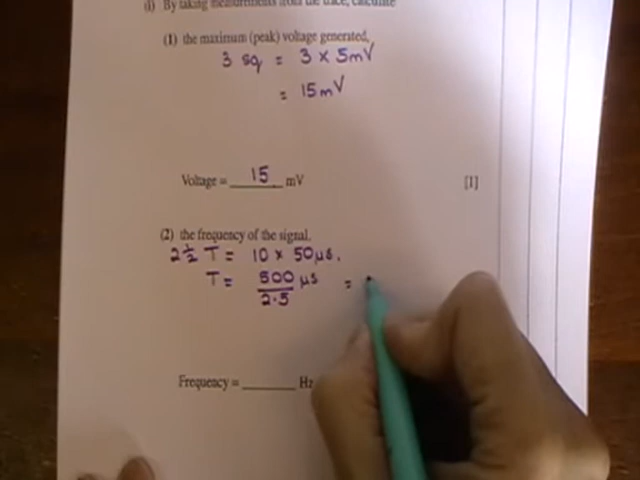 (i) By taking measurements from the trace, calculate
(1) the maximum (peak) voltage generated,
3 sq = 3 × 5mV
= 15mV
Voltage = 15 mV [1]
(2) the frequency of the signal.
2½ T = 10 × 50µs.
T = 500/2·5 µs =
Frequency = ______ Hz